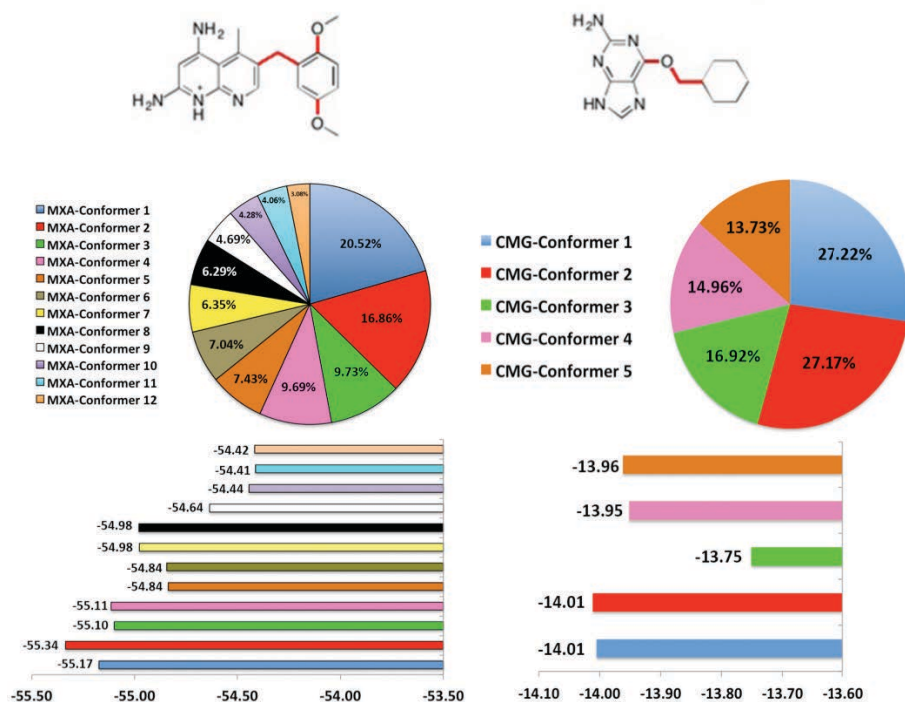 NH₂
O
H₂N
N
H
+
N
O
H₂N
N
N
O
HN
N
MXA-Conformer 1
MXA-Conformer 2
MXA-Conformer 3
MXA-Conformer 4
MXA-Conformer 5
MXA-Conformer 6
MXA-Conformer 7
MXA-Conformer 8
MXA-Conformer 9
MXA-Conformer 10
MXA-Conformer 11
MXA-Conformer 12
20.52%
16.86%
9.73%
9.69%
7.43%
7.04%
6.35%
6.29%
4.69%
4.28%
4.06%
3.08%
CMG-Conformer 1
CMG-Conformer 2
CMG-Conformer 3
CMG-Conformer 4
CMG-Conformer 5
27.22%
27.17%
16.92%
14.96%
13.73%
-54.42
-54.41
-54.44
-54.64
-54.98
-54.98
-54.84
-54.84
-55.11
-55.10
-55.34
-55.17
-55.50 -55.00 -54.50 -54.00 -53.50
-13.96
-13.95
-13.75
-14.01
-14.01
-14.10 -14.00 -13.90 -13.80 -13.70 -13.60